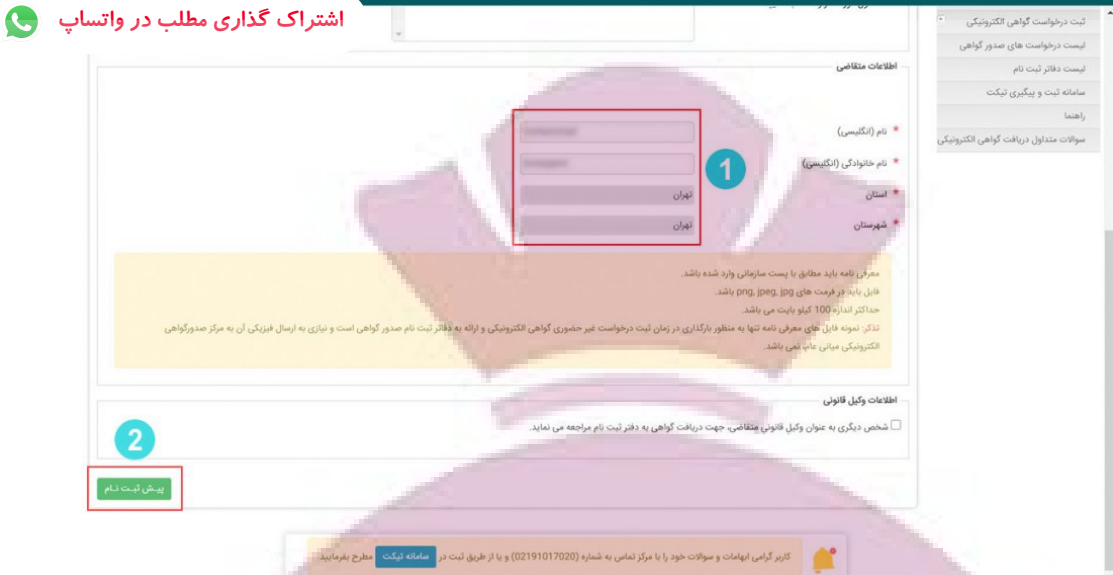 اشتراک گذاری مطلب در واتساپ
ثبت درخواست گواهی الکترونیکی
لیست درخواست های صدور گواهی
لیست دفاتر ثبت نام
سامانه ثبت و پیگیری تیکت
راهنما
سوالات متداول دریافت گواهی الکترونیکی
اطلاعات متقاضی
* نام (انگلیسی)
* نام خانوادگی (انگلیسی)
1
* استان
تهران
* شهرستان
تهران
معرفی نامه باید مطابق با پست سازمانی وارد شده باشد.
فایل باید در فرمت های png, jpeg, jpg باشد.
حداکثر اندازه 100 کیلو بایت می باشد.
تذکر: نمونه فایل های معرفی نامه تنها به منظور بارگذاری در زمان ثبت درخواست غیر حضوری گواهی الکترونیکی و ارائه به دفاتر ثبت نام صدور گواهی است و نیازی به ارسال فیزیکی آن به مرکز صدورگواهی
الکترونیکی میانی عام نمی باشد.
اطلاعات وکیل قانونی
شخص دیگری به عنوان وکیل قانونی متقاضی، جهت دریافت گواهی به دفتر ثبت نام مراجعه می نماید.
2
پیش ثبت نام
کاربر گرامی ابهامات و سوالات خود را با مرکز تماس به شماره (02191017020) و یا از طریق ثبت در سامانه تیکت مطرح بفرمایید